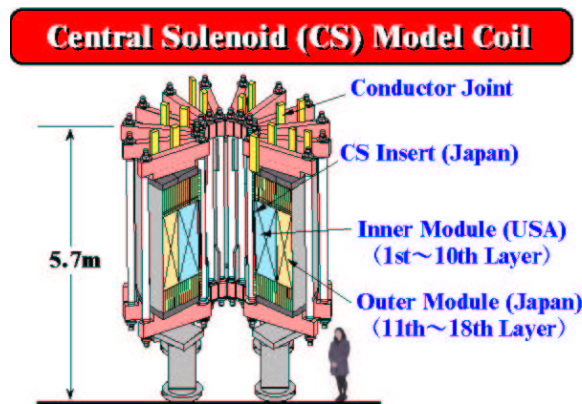 Central Solenoid (CS) Model Coil
Conductor Joint
CS Insert (Japan)
Inner Module (USA)
(1st～10th Layer)
5.7m
Outer Module (Japan)
(11th～18th Layer)